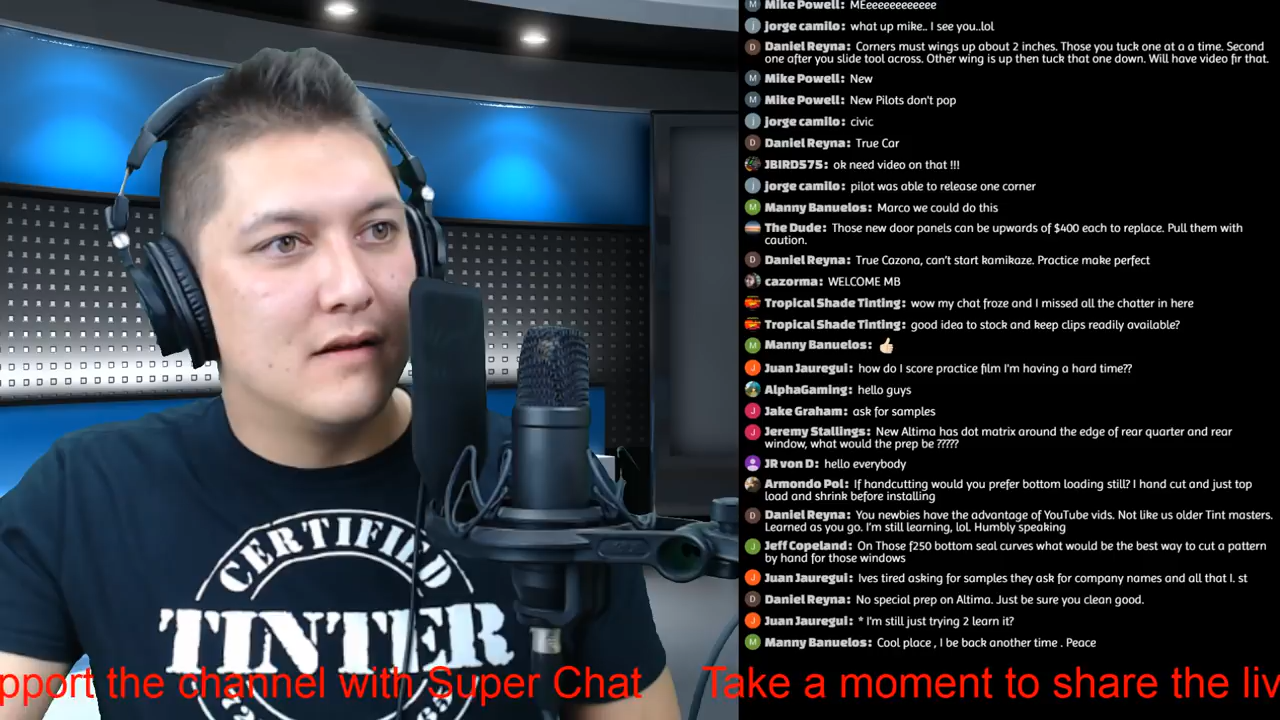 Mike Powell: MEeeeeeeeeeeee
jorge camilo: what up mike.. I see you..lol
Daniel Reyna: Corners must wings up about 2 inches. Those you tuck one at a a time. Second
one after you slide tool across. Other wing is up then tuck that one down. Will have video fir that.
Mike Powell: New
Mike Powell: New Pilots don't pop
jorge camilo: civic
Daniel Reyna: True Car
JBIRD575: ok need video on that !!!
jorge camilo: pilot was able to release one corner
Manny Banuelos: Marco we could do this
The Dude: Those new door panels can be upwards of $400 each to replace. Pull them with
caution.
Daniel Reyna: True Cazona, can't start kamikaze. Practice make perfect
cazorma: WELCOME MB
Tropical Shade Tinting: wow my chat froze and I missed all the chatter in here
Tropical Shade Tinting: good idea to stock and keep clips readily available?
Manny Banuelos: 👍🏻
Juan Jauregui: how do I score practice film I'm having a hard time??
AlphaGaming: hello guys
Jake Graham: ask for samples
Jeremy Stallings: New Altima has dot matrix around the edge of rear quarter and rear
window, what would the prep be ?????
JR von D: hello everybody
Armondo Pol: If handcutting would you prefer bottom loading still? I hand cut and just top
load and shrink before installing
Daniel Reyna: You newbies have the advantage of YouTube vids. Not like us older Tint masters.
Learned as you go. I'm still learning, lol. Humbly speaking
Jeff Copeland: On Those f250 bottom seal curves what would be the best way to cut a pattern
by hand for those windows
Juan Jauregui: Ives tired asking for samples they ask for company names and all that I. st
Daniel Reyna: No special prep on Altima. Just be sure you clean good.
Juan Jauregui: * I'm still just trying 2 learn it?
Manny Banuelos: Cool place , I be back another time . Peace
CERTIFIED
TINTER
pport the channel with Super Chat Take a moment to share the liv